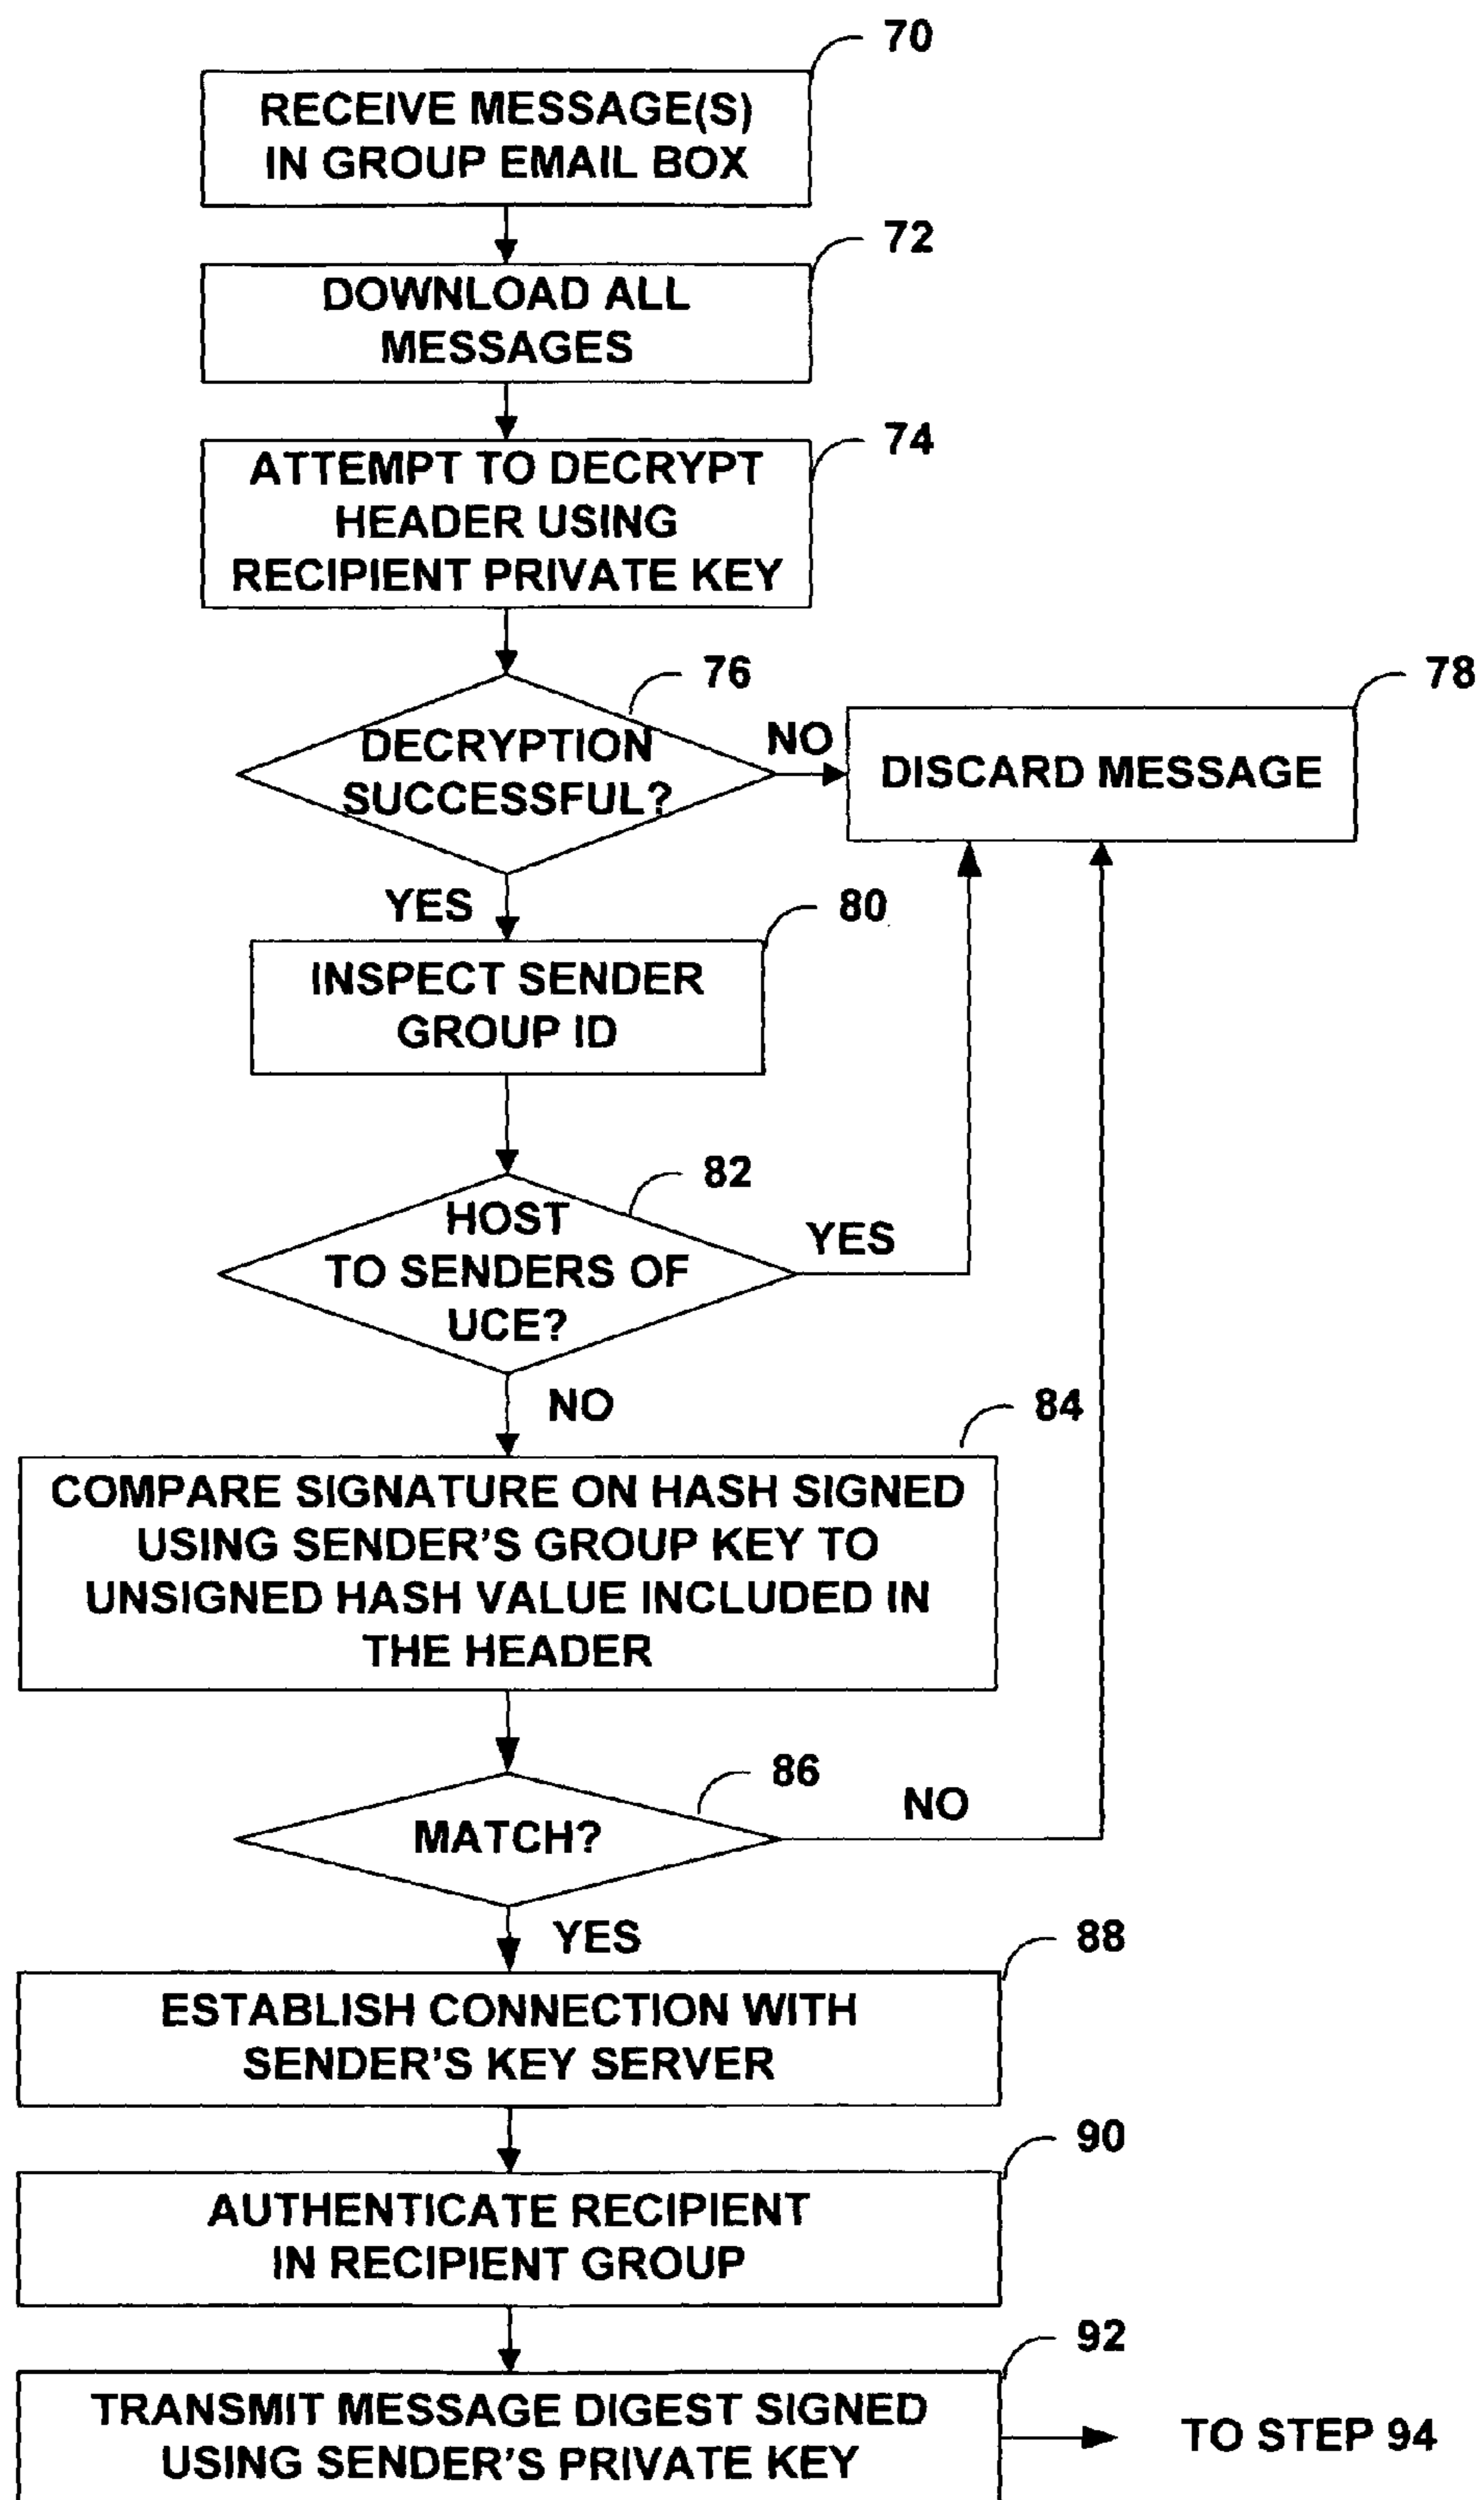 70
RECEIVE MESSAGE(S)
IN GROUP EMAIL BOX
72
DOWNLOAD ALL
MESSAGES
74
ATTEMPT TO DECRYPT
HEADER USING
RECIPIENT PRIVATE KEY
76
DECRYPTION
SUCCESSFUL?
NO
78
DISCARD MESSAGE
YES
80
INSPECT SENDER
GROUP ID
82
HOST
TO SENDERS OF
UCE?
YES
NO
84
COMPARE SIGNATURE ON HASH SIGNED
USING SENDER'S GROUP KEY TO
UNSIGNED HASH VALUE INCLUDED IN
THE HEADER
86
MATCH?
NO
YES
88
ESTABLISH CONNECTION WITH
SENDER'S KEY SERVER
90
AUTHENTICATE RECIPIENT
IN RECIPIENT GROUP
92
TRANSMIT MESSAGE DIGEST SIGNED
USING SENDER'S PRIVATE KEY
TO STEP 94